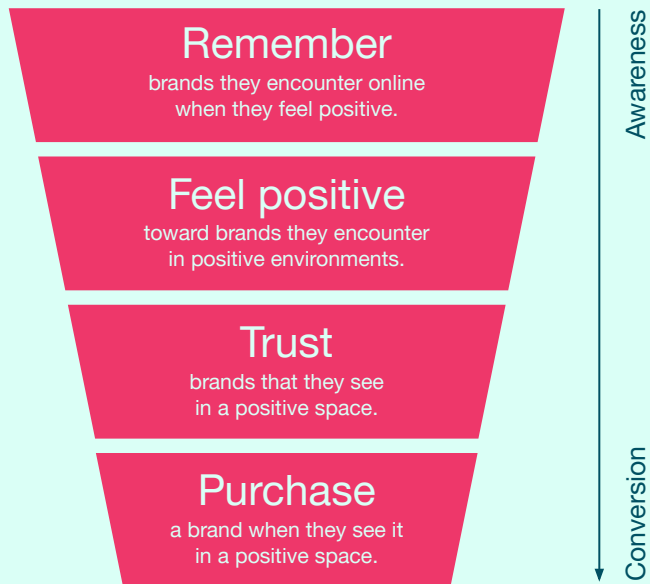 Remember
brands they encounter online
when they feel positive.
Feel positive
toward brands they encounter
in positive environments.
Trust
brands that they see
in a positive space.
Purchase
a brand when they see it
in a positive space.
Awareness
Conversion